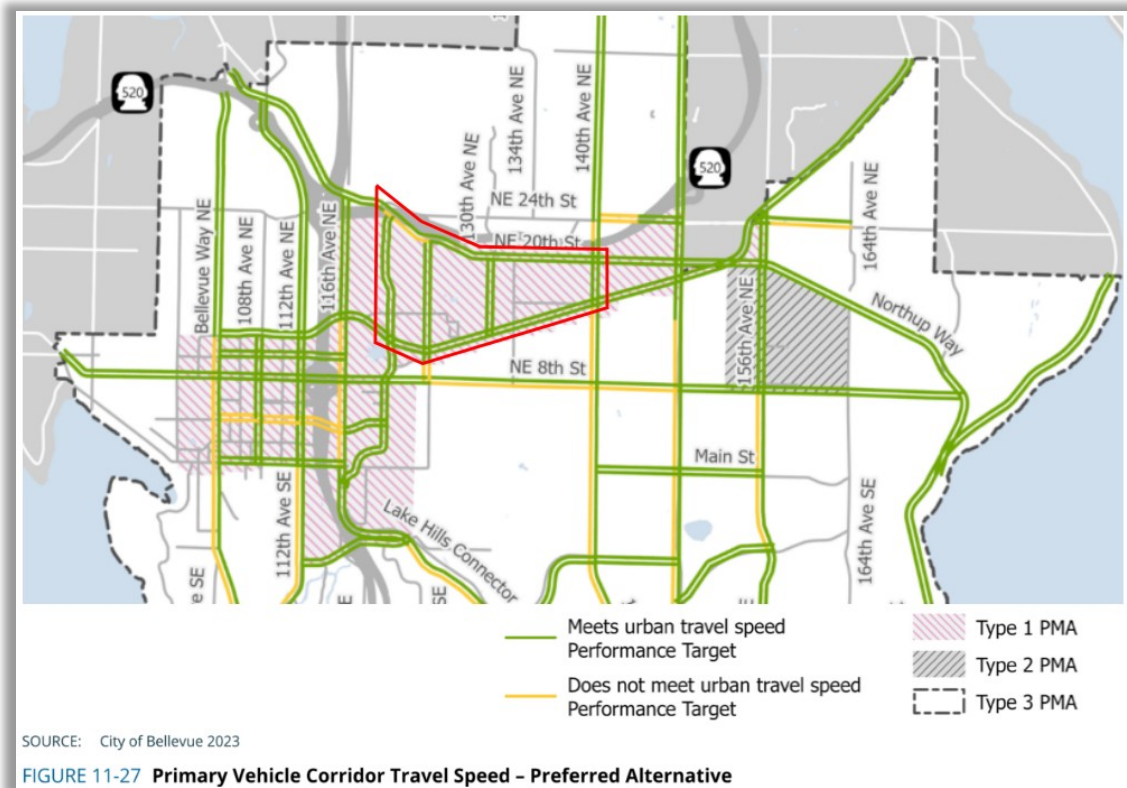 520
134th Ave NE
140th Ave NE
130th Ave NE
520
164th Ave NE
NE 24th St
NE 20th St
Bellevue Way NE
108th Ave NE
112th Ave NE
116th Ave NE
156th Ave NE
Northup Way
NE 8th St
Main St
112th Ave SE
Lake Hills Connector
164th Ave SE
e SE
E
SE
E
Meets urban travel speed
Performance Target
Does not meet urban travel speed
Performance Target
Type 1 PMA
Type 2 PMA
Type 3 PMA
SOURCE: City of Bellevue 2023
FIGURE 11-27 Primary Vehicle Corridor Travel Speed – Preferred Alternative